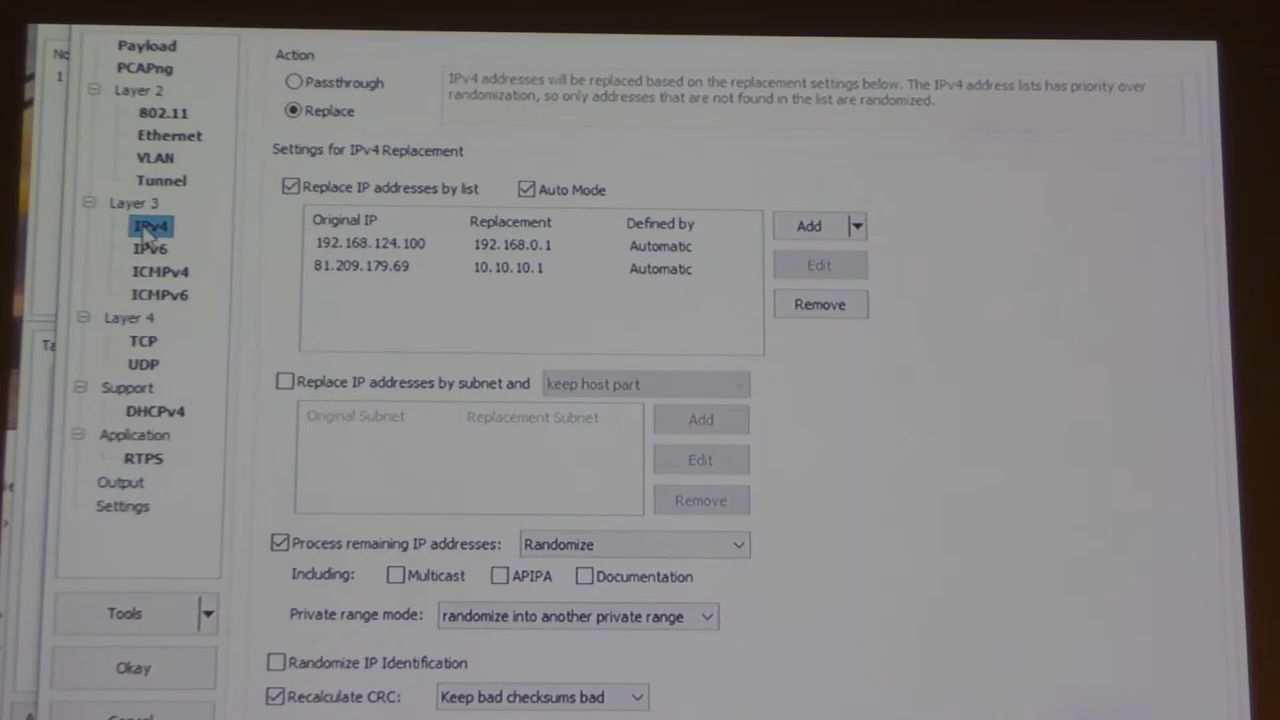 No
1
Ta
Payload
PCAPng
Layer 2
802.11
Ethernet
VLAN
Tunnel
Layer 3
IPv4
IPv6
ICMPv4
ICMPv6
Layer 4
TCP
UDP
Support
DHCPv4
Application
RTPS
Output
Settings
Tools
Okay
Action
Passthrough
Replace
IPv4 addresses will be replaced based on the replacement settings below. The IPv4 address lists has priority over
randomization, so only addresses that are not found in the list are randomized.
Settings for IPv4 Replacement
Replace IP addresses by list Auto Mode
Original IP Replacement Defined by
192.168.124.100 192.168.0.1 Automatic
81.209.179.69 10.10.10.1 Automatic
Add
Edit
Remove
Replace IP addresses by subnet and keep host part
Original Subnet Replacement Subnet
Add
Edit
Remove
Process remaining IP addresses: Randomize
Including: Multicast APIPA Documentation
Private range mode: randomize into another private range
Randomize IP Identification
Recalculate CRC: Keep bad checksums bad